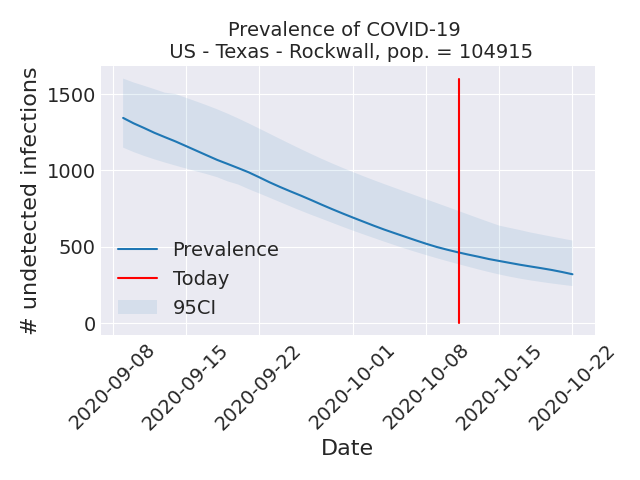 Prevalence of COVID-19
US - Texas - Rockwall, pop. = 104915
# undetected infections
1500
1000
500
0
Prevalence
Today
95CI
2020-09-08
2020-09-15
2020-09-22
2020-10-01
2020-10-08
2020-10-15
2020-10-22
Date